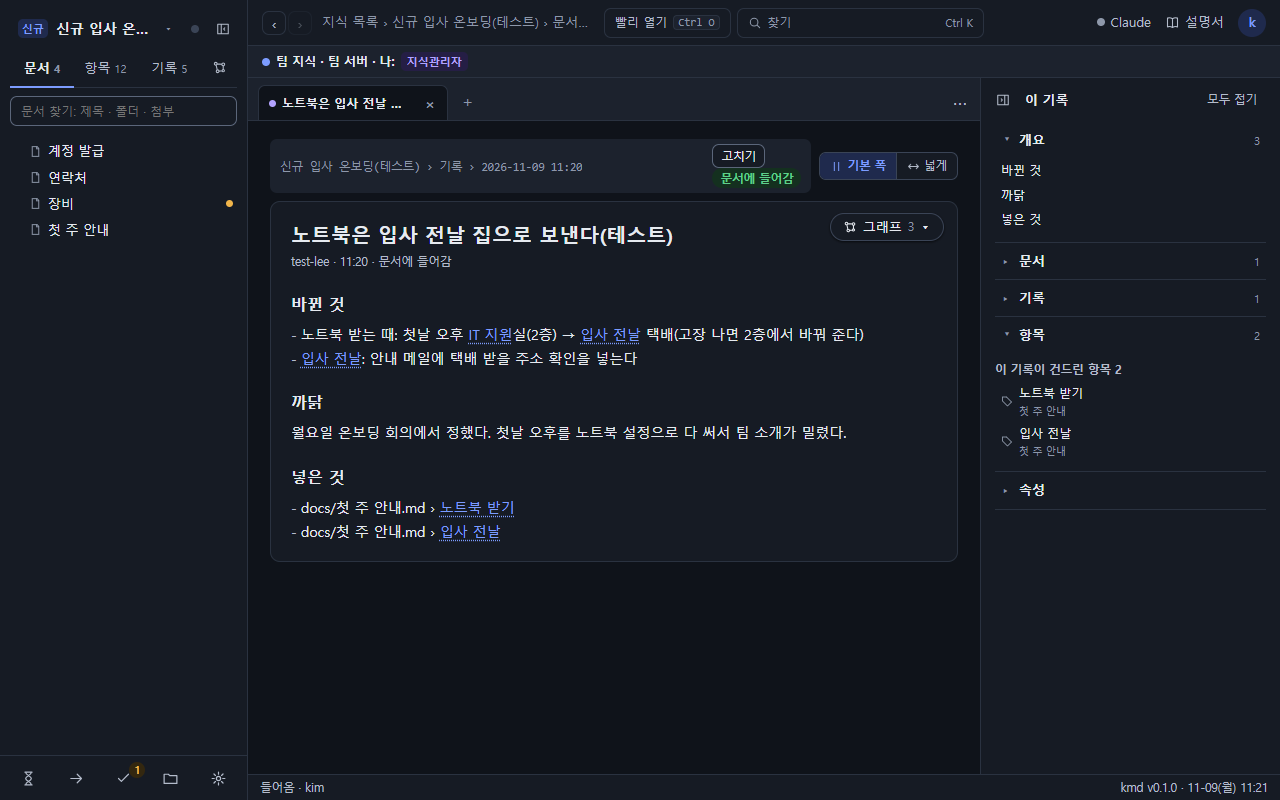 신규 신규 입사 온...
문서 4 항목 12 기록 5
문서 찾기: 제목 · 폴더 · 첨부
계정 발급
연락처
장비
첫 주 안내
1
지식 목록 › 신규 입사 온보딩(테스트) › 문서...
빨리 열기 Ctrl O
찾기 Ctrl K
Claude 설명서 k
팀 지식 · 팀 서버 · 나: 지식관리자
노트북은 입사 전날 ... ×
+
...
신규 입사 온보딩(테스트) › 기록 › 2026-11-09 11:20
고치기
문서에 들어감
기본 폭 넓게
노트북은 입사 전날 집으로 보낸다(테스트)
그래프 3
test-lee · 11:20 · 문서에 들어감
바뀐 것
- 노트북 받는 때: 첫날 오후 IT 지원실(2층) → 입사 전날 택배(고장 나면 2층에서 바꿔 준다)
- 입사 전날: 안내 메일에 택배 받을 주소 확인을 넣는다
까닭
월요일 온보딩 회의에서 정했다. 첫날 오후를 노트북 설정으로 다 써서 팀 소개가 밀렸다.
넣은 것
- docs/첫 주 안내.md › 노트북 받기
- docs/첫 주 안내.md › 입사 전날
이 기록 모두 접기
개요 3
바뀐 것
까닭
넣은 것
문서 1
기록 1
항목 2
이 기록이 건드린 항목 2
노트북 받기
첫 주 안내
입사 전날
첫 주 안내
속성
들어옴 · kim
kmd v0.1.0 · 11-09(월) 11:21